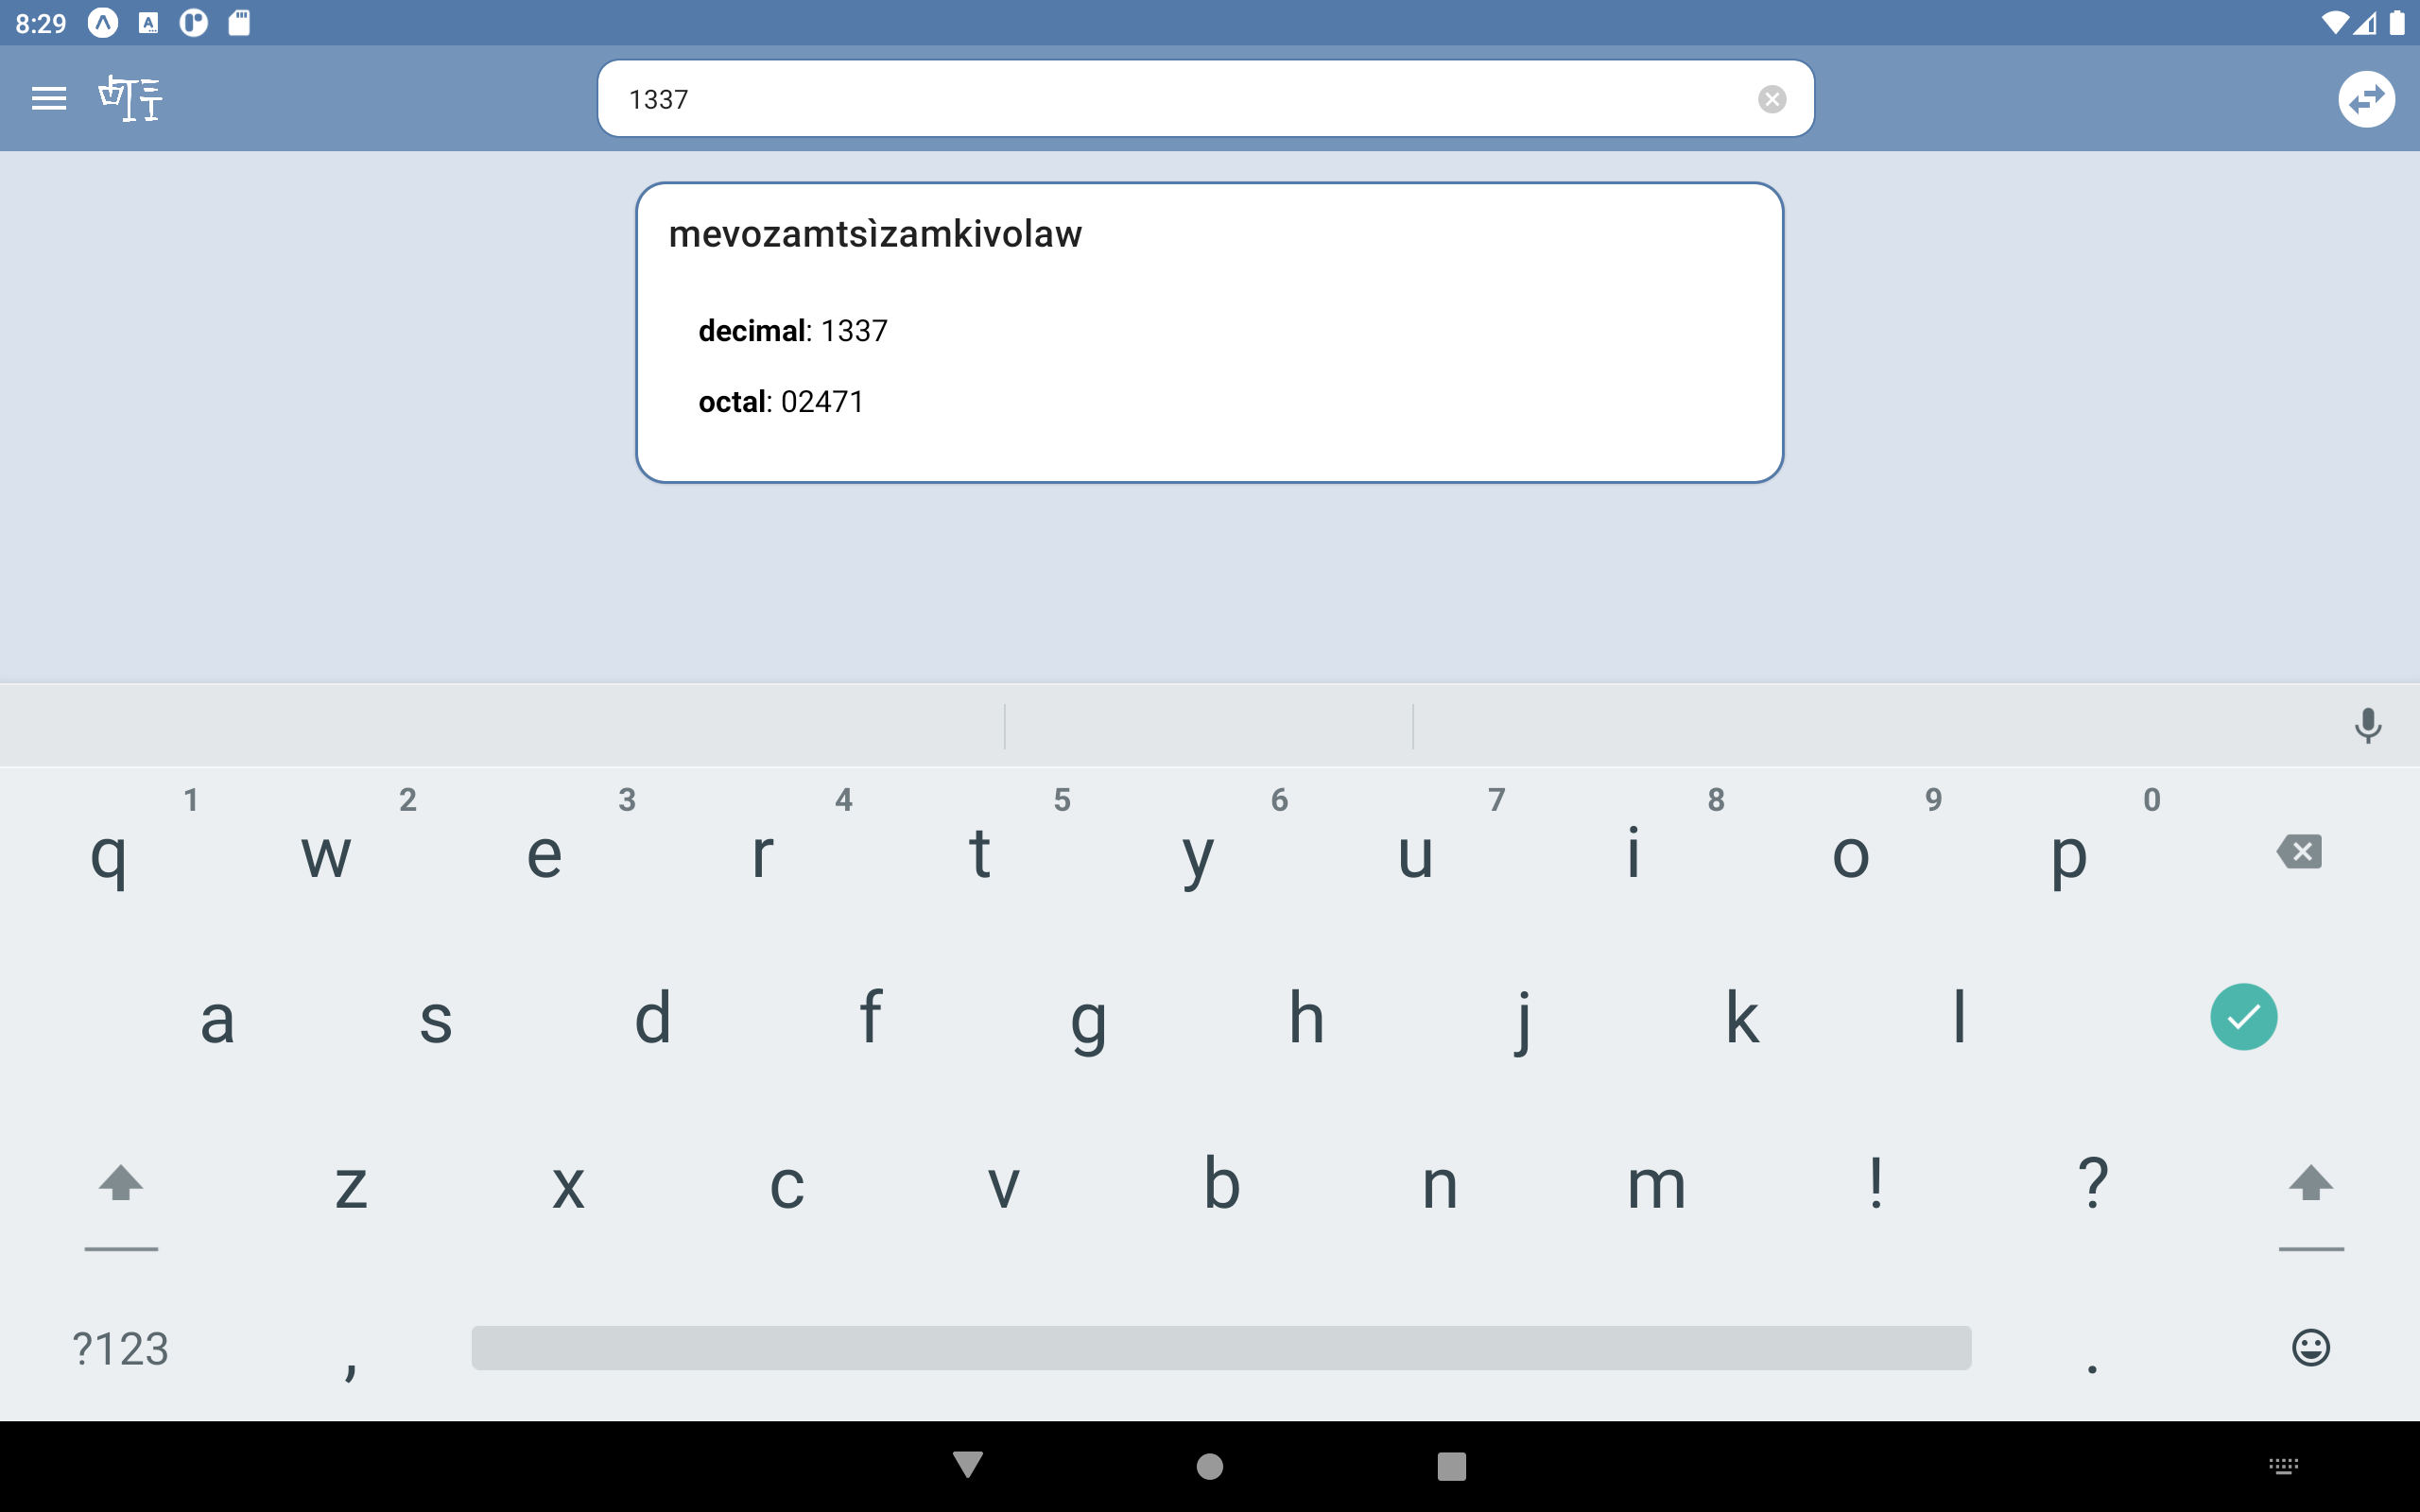 8:29
1337
mevozamtsìzamkivolaw
decimal: 1337
octal: 02471
1 2 3 4 5 6 7 8 9 0
q w e r t y u i o p
a s d f g h j k l
z x c v b n m ! ?
?123 , .